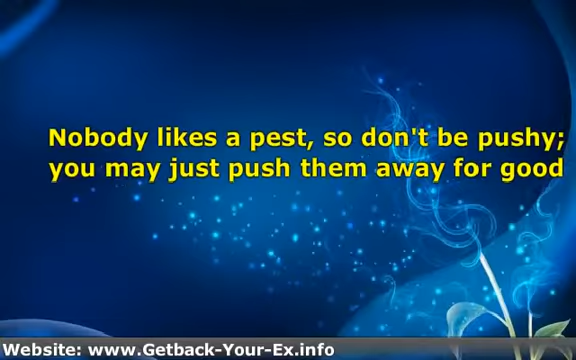 Nobody likes a pest, so don't be pushy;
you may just push them away for good
Website: www.Getback-Your-Ex.info